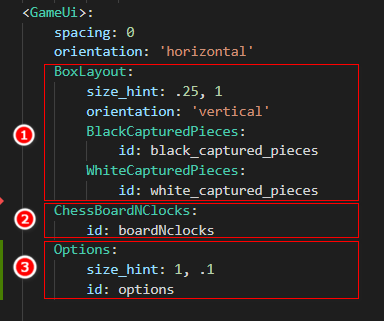 <GameUi>:
spacing: 0
orientation: 'horizontal'
BoxLayout:
size_hint: .25, 1
orientation: 'vertical'
1 BlackCapturedPieces:
id: black_captured_pieces
WhiteCapturedPieces:
id: white_captured_pieces
2 ChessBoardNClocks:
id: boardNclocks
Options:
3 size_hint: 1, .1
id: options